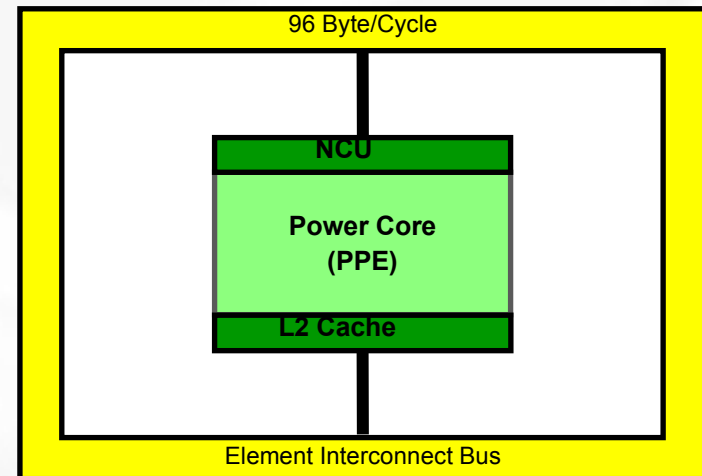 96 Byte/Cycle
NCU
Power Core
(PPE)
L2 Cache
Element Interconnect Bus